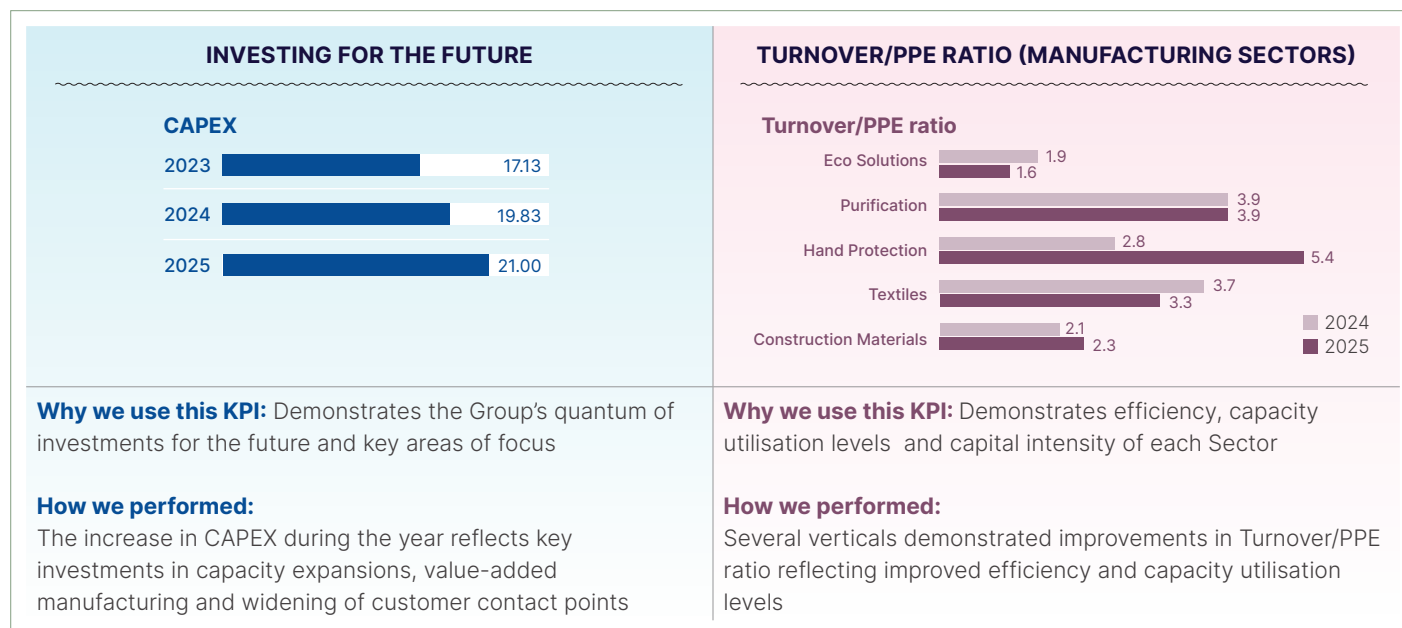 INVESTING FOR THE FUTURE
CAPEX
2023 17.13
2024 19.83
2025 21.00
Why we use this KPI: Demonstrates the Group’s quantum of
investments for the future and key areas of focus
How we performed:
The increase in CAPEX during the year reflects key
investments in capacity expansions, value-added
manufacturing and widening of customer contact points
TURNOVER/PPE RATIO (MANUFACTURING SECTORS)
Turnover/PPE ratio
Eco Solutions 1.9
1.6
Purification 3.9
3.9
Hand Protection 2.8
5.4
Textiles 3.7
3.3
Construction Materials 2.1
2.3
2024
2025
Why we use this KPI: Demonstrates efficiency, capacity
utilisation levels and capital intensity of each Sector
How we performed:
Several verticals demonstrated improvements in Turnover/PPE
ratio reflecting improved efficiency and capacity utilisation
levels